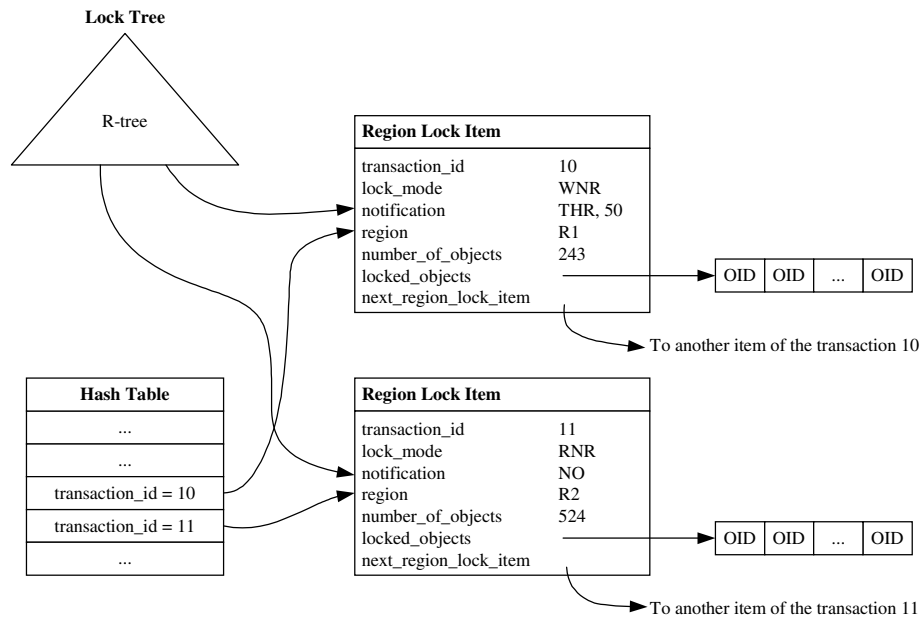 Lock Tree
R-tree
Region Lock Item
transaction_id 10
lock_mode WNR
notification THR, 50
region R1
number_of_objects 243
locked_objects
next_region_lock_item
OID OID ... OID
To another item of the transaction 10
Hash Table
...
...
transaction_id = 10
transaction_id = 11
...
Region Lock Item
transaction_id 11
lock_mode RNR
notification NO
region R2
number_of_objects 524
locked_objects
next_region_lock_item
OID OID ... OID
To another item of the transaction 11